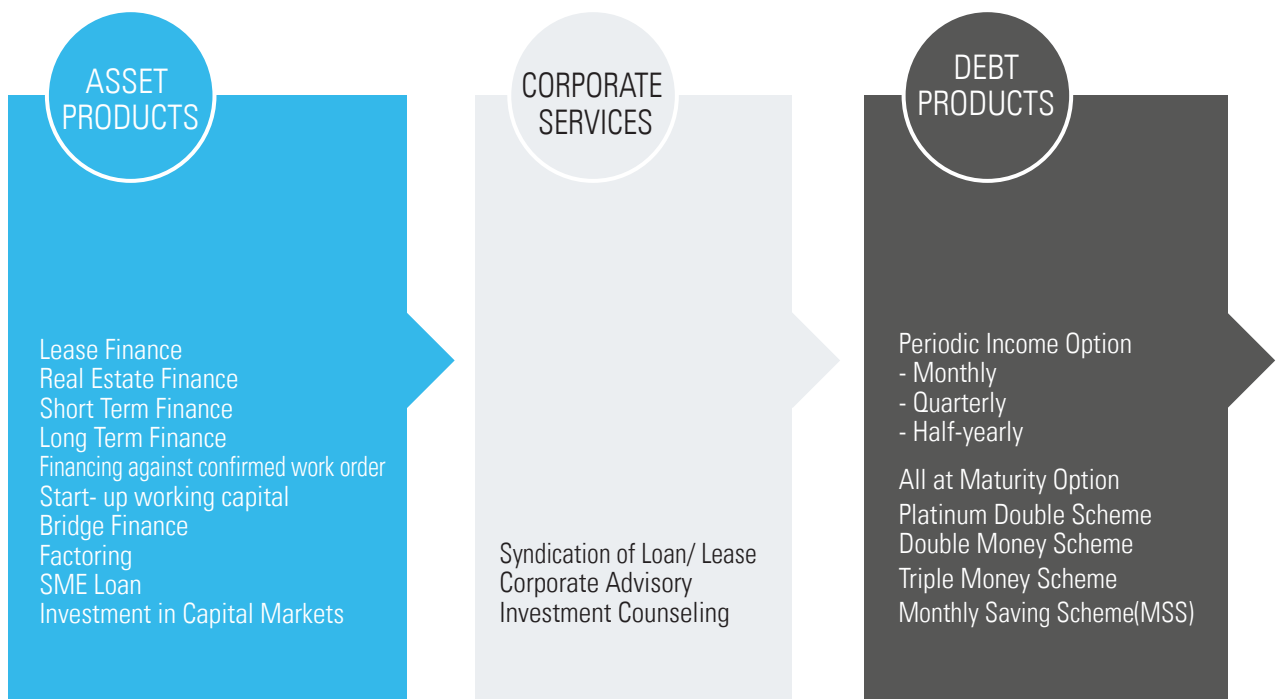 ASSET
PRODUCTS
Lease Finance
Real Estate Finance
Short Term Finance
Long Term Finance
Financing against confirmed work order
Start- up working capital
Bridge Finance
Factoring
SME Loan
Investment in Capital Markets
CORPORATE
SERVICES
Syndication of Loan/ Lease
Corporate Advisory
Investment Counseling
DEBT
PRODUCTS
Periodic Income Option
- Monthly
- Quarterly
- Half-yearly
All at Maturity Option
Platinum Double Scheme
Double Money Scheme
Triple Money Scheme
Monthly Saving Scheme(MSS)